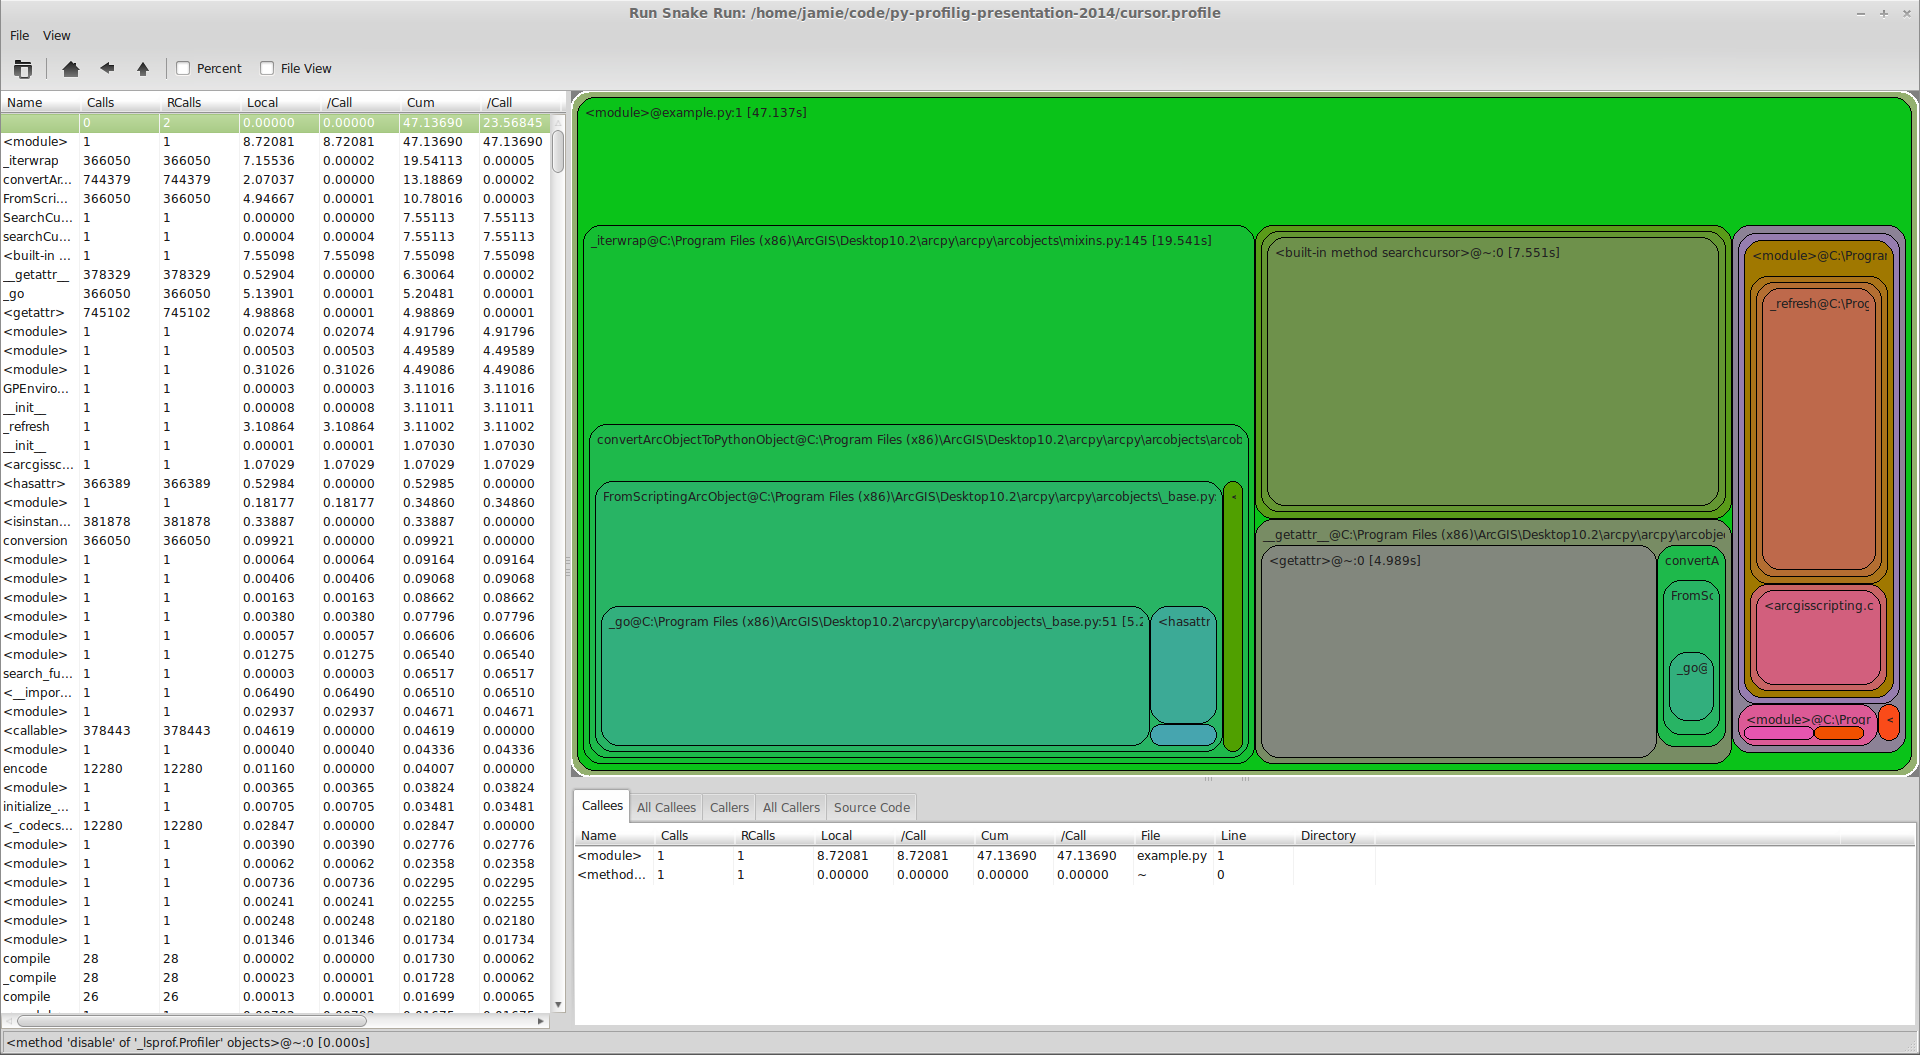 Run Snake Run: /home/jamie/code/py-profilig-presentation-2014/cursor.profile
File View
Percent File View
Name Calls RCalls Local /Call Cum /Call
0 2 0.00000 0.00000 47.13690 23.56845
<module> 1 1 8.72081 8.72081 47.13690 47.13690
_iterwrap 366050 366050 7.15536 0.00002 19.54113 0.00005
convertAr... 744379 744379 2.07037 0.00000 13.18869 0.00002
FromScri... 366050 366050 4.94667 0.00001 10.78016 0.00003
SearchCu... 1 1 0.00000 0.00000 7.55113 7.55113
searchCu... 1 1 0.00004 0.00004 7.55113 7.55113
<built-in ... 1 1 7.55098 7.55098 7.55098 7.55098
__getattr__ 378329 378329 0.52904 0.00000 6.30064 0.00002
_go 366050 366050 5.13901 0.00001 5.20481 0.00001
<getattr> 745102 745102 4.98868 0.00001 4.98869 0.00001
<module> 1 1 0.02074 0.02074 4.91796 4.91796
<module> 1 1 0.00503 0.00503 4.49589 4.49589
<module> 1 1 0.31026 0.31026 4.49086 4.49086
GPEnviro... 1 1 0.00003 0.00003 3.11016 3.11016
__init__ 1 1 0.00008 0.00008 3.11011 3.11011
_refresh 1 1 3.10864 3.10864 3.11002 3.11002
__init__ 1 1 0.00001 0.00001 1.07030 1.07030
<arcgissc... 1 1 1.07029 1.07029 1.07029 1.07029
<hasattr> 366389 366389 0.52984 0.00000 0.52985 0.00000
<module> 1 1 0.18177 0.18177 0.34860 0.34860
<isinstan... 381878 381878 0.33887 0.00000 0.33887 0.00000
conversion 366050 366050 0.09921 0.00000 0.09921 0.00000
<module> 1 1 0.00064 0.00064 0.09164 0.09164
<module> 1 1 0.00406 0.00406 0.09068 0.09068
<module> 1 1 0.00163 0.00163 0.08662 0.08662
<module> 1 1 0.00380 0.00380 0.07796 0.07796
<module> 1 1 0.00057 0.00057 0.06606 0.06606
<module> 1 1 0.01275 0.01275 0.06540 0.06540
search_fu... 1 1 0.00003 0.00003 0.06517 0.06517
<__impor... 1 1 0.06490 0.06490 0.06510 0.06510
<module> 1 1 0.02937 0.02937 0.04671 0.04671
<callable> 378443 378443 0.04619 0.00000 0.04619 0.00000
<module> 1 1 0.00040 0.00040 0.04336 0.04336
encode 12280 12280 0.01160 0.00000 0.04007 0.00000
<module> 1 1 0.00365 0.00365 0.03824 0.03824
initialize_... 1 1 0.00705 0.00705 0.03481 0.03481
<_codecs... 12280 12280 0.02847 0.00000 0.02847 0.00000
<module> 1 1 0.00390 0.00390 0.02776 0.02776
<module> 1 1 0.00062 0.00062 0.02358 0.02358
<module> 1 1 0.00736 0.00736 0.02295 0.02295
<module> 1 1 0.00241 0.00241 0.02255 0.02255
<module> 1 1 0.00248 0.00248 0.02180 0.02180
<module> 1 1 0.01346 0.01346 0.01734 0.01734
compile 28 28 0.00002 0.00000 0.01730 0.00062
_compile 28 28 0.00023 0.00001 0.01728 0.00062
compile 26 26 0.00013 0.00001 0.01699 0.00065
<module>@example.py:1 [47.137s]
_iterwrap@C:\Program Files (x86)\ArcGIS\Desktop10.2\arcpy\arcpy\arcobjects\mixins.py:145 [19.541s]
convertArcObjectToPythonObject@C:\Program Files (x86)\ArcGIS\Desktop10.2\arcpy\arcpy\arcobjects\arcob
FromScriptingArcObject@C:\Program Files (x86)\ArcGIS\Desktop10.2\arcpy\arcpy\arcobjects\_base.py:
<
_go@C:\Program Files (x86)\ArcGIS\Desktop10.2\arcpy\arcpy\arcobjects\_base.py:51 [5.2
<hasattr
<built-in method searchcursor>@~:0 [7.551s]
__getattr__@C:\Program Files (x86)\ArcGIS\Desktop10.2\arcpy\arcpy\arcobje
<getattr>@~:0 [4.989s]
convertA
FromSc
_go@
<module>@C:\Program
_refresh@C:\Prog
<arcgisscripting.c
<module>@C:\Progr
<
Callees All Callees Callers All Callers Source Code
Name Calls RCalls Local /Call Cum /Call File Line Directory
<module> 1 1 8.72081 8.72081 47.13690 47.13690 example.py 1
<method... 1 1 0.00000 0.00000 0.00000 0.00000 ~ 0
<method 'disable' of '_lsprof.Profiler' objects>@~:0 [0.000s]